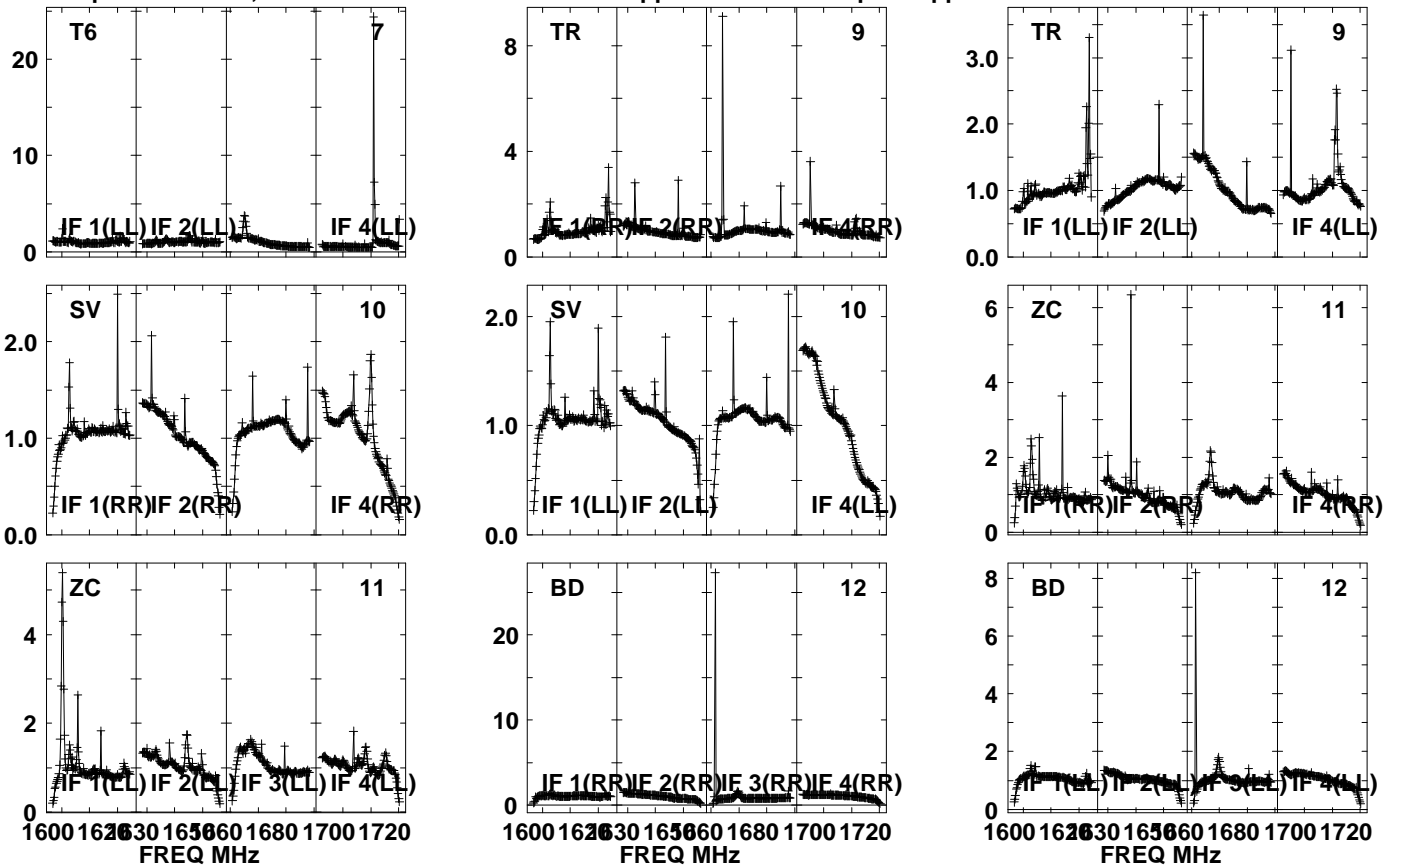 T6 7
20
10
0
IF 1(LL) IF 2(LL) IF 4(LL)
TR 9
8
4
0
IF 1(RR) IF 2(RR) IF 4(RR)
TR 9
3.0
2.0
1.0
0.0
IF 1(LL) IF 2(LL) IF 4(LL)
SV 10
2.0
1.0
0.0
IF 1(RR) IF 2(RR) IF 4(RR)
SV 10
2.0
1.0
0.0
IF 1(LL) IF 2(LL) IF 4(LL)
ZC 11
6
4
2
0
IF 1(RR) IF 2(RR) IF 4(RR)
ZC 11
4
2
0
IF 1(LL) IF 2(LL) IF 3(LL) IF 4(LL)
1600 1620 1630 1650 1660 1680 1700 1720
FREQ MHz
BD 12
20
10
0
IF 1(RR) IF 2(RR) IF 3(RR) IF 4(RR)
1600 1620 1630 1650 1660 1680 1700 1720
FREQ MHz
BD 12
8
6
4
2
0
IF 1(LL) IF 2(LL) IF 3(LL) IF 4(LL)
1600 1620 1630 1650 1660 1680 1700 1720
FREQ MHz